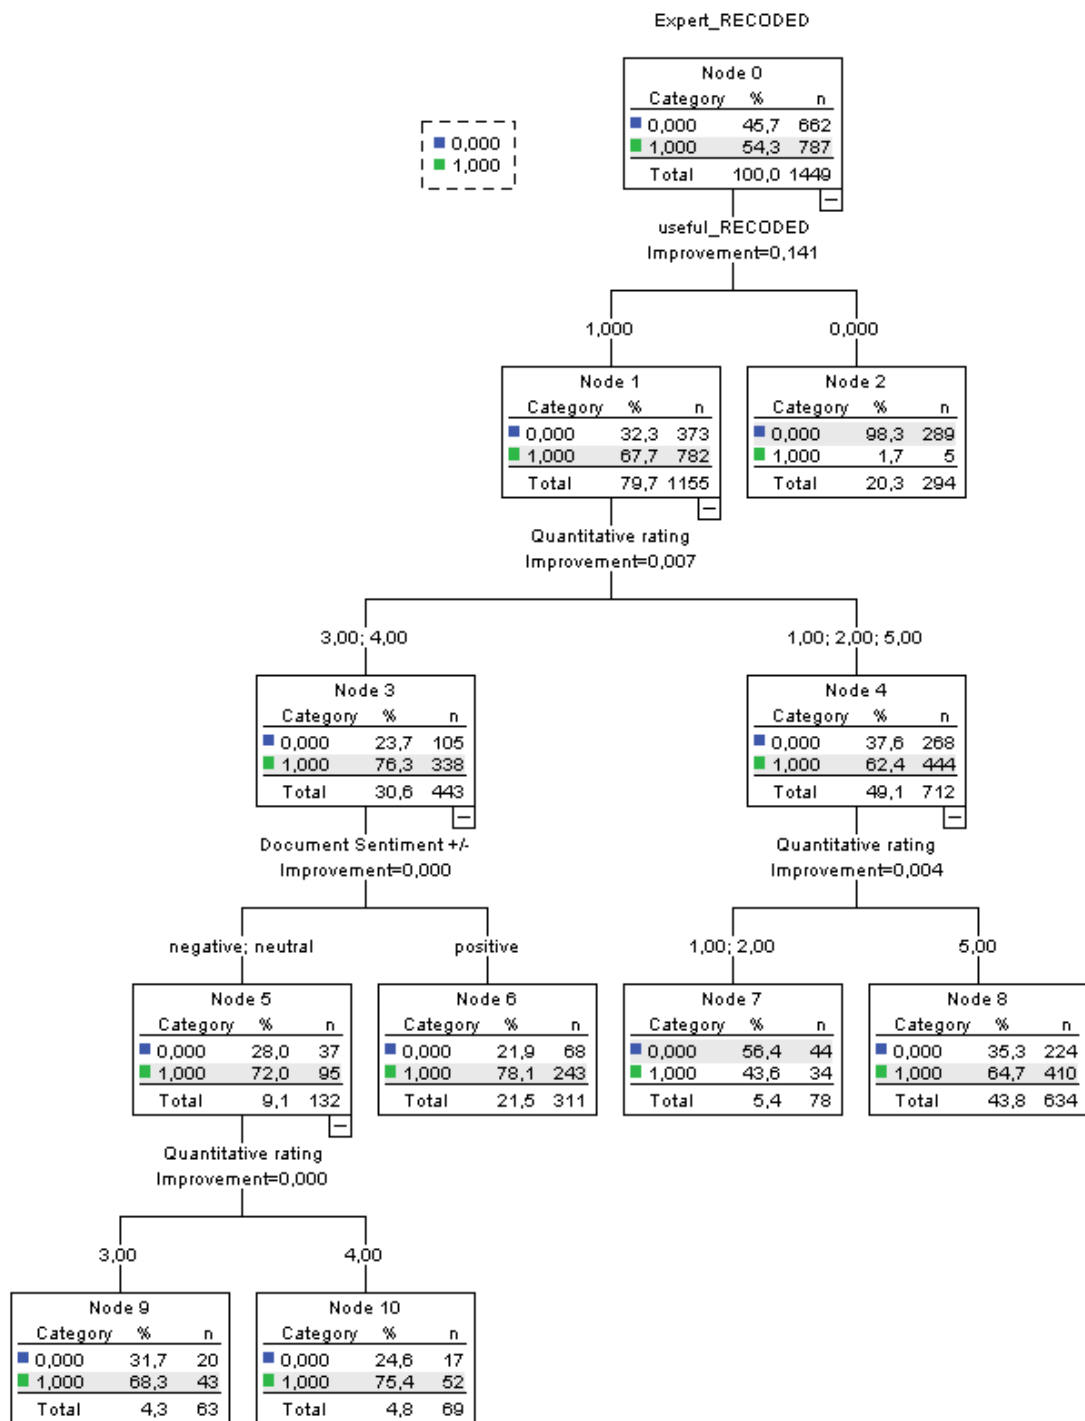 Expert_RECODED
Node 0
Category % n
0,000 45,7 662
1,000 54,3 787
Total 100,0 1449
0,000
1,000
useful_RECODED
Improvement=0,141
1,000
0,000
Node 1
Category % n
0,000 32,3 373
1,000 67,7 782
Total 79,7 1155
Node 2
Category % n
0,000 98,3 289
1,000 1,7 5
Total 20,3 294
Quantitative rating
Improvement=0,007
3,00; 4,00
1,00; 2,00; 5,00
Node 3
Category % n
0,000 23,7 105
1,000 76,3 338
Total 30,6 443
Node 4
Category % n
0,000 37,6 268
1,000 62,4 444
Total 49,1 712
Document Sentiment +/-
Improvement=0,000
Quantitative rating
Improvement=0,004
negative; neutral
positive
1,00; 2,00
5,00
Node 5
Category % n
0,000 28,0 37
1,000 72,0 95
Total 9,1 132
Node 6
Category % n
0,000 21,9 68
1,000 78,1 243
Total 21,5 311
Node 7
Category % n
0,000 56,4 44
1,000 43,6 34
Total 5,4 78
Node 8
Category % n
0,000 35,3 224
1,000 64,7 410
Total 43,8 634
Quantitative rating
Improvement=0,000
3,00
4,00
Node 9
Category % n
0,000 31,7 20
1,000 68,3 43
Total 4,3 63
Node 10
Category % n
0,000 24,6 17
1,000 75,4 52
Total 4,8 69